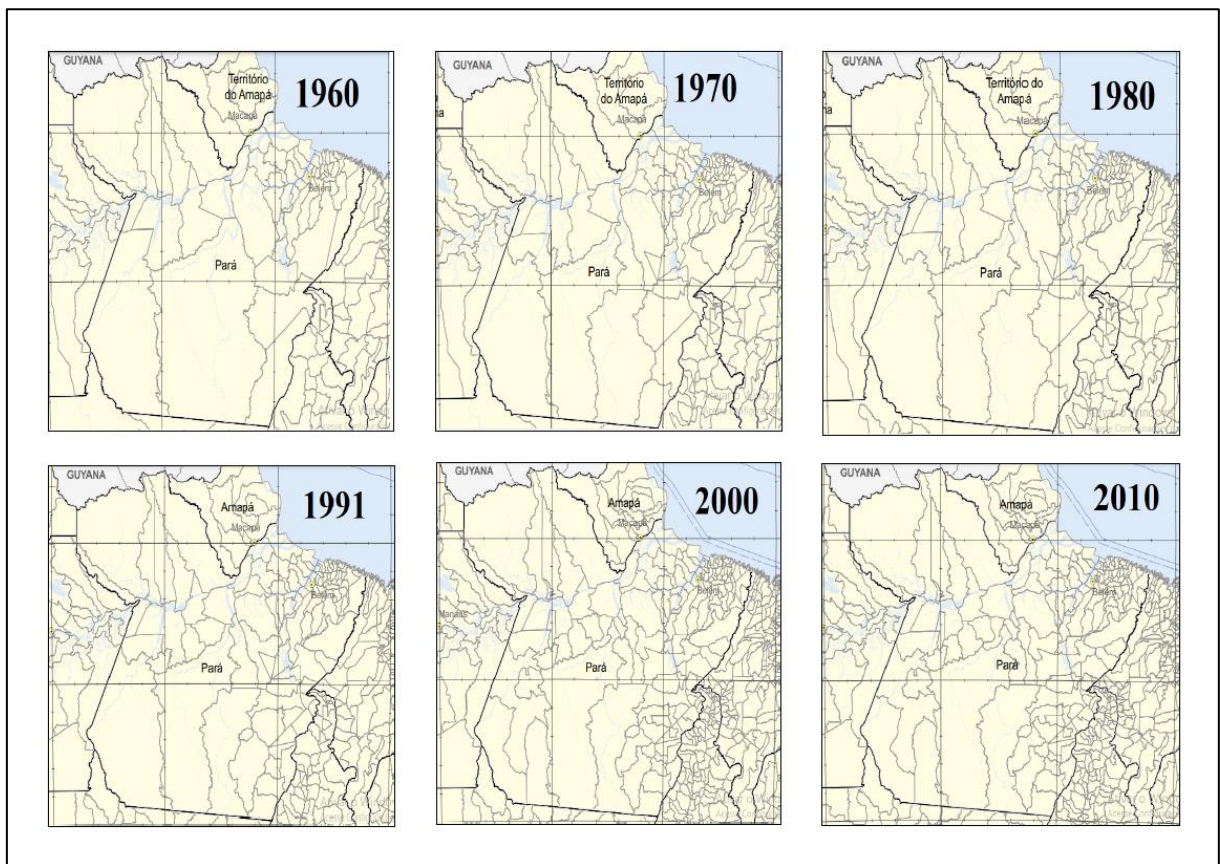 GUYANA
Território
do Amapá
1960
Macapá
Belém
Pará
GUYANA
Território
do Amapá
1970
Macapá
Belém
Pará
GUYANA
Território do
Amapá
1980
Macapá
Belém
Pará
GUYANA
Amapá
1991
Macapá
Belém
Pará
GUYANA
Amapá
2000
Macapá
Belém
Manaus
Pará
GUYANA
Amapá
2010
Macapá
Belém
Pará